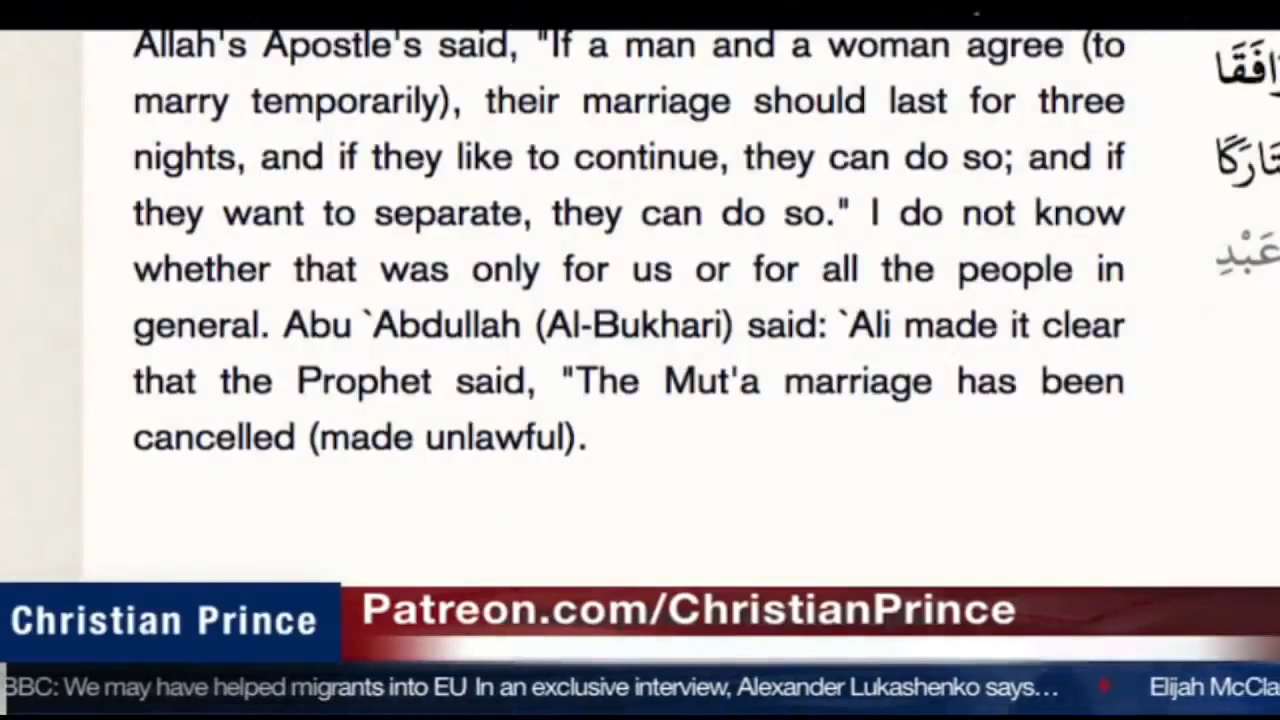 Allah's Apostle's said, "If a man and a woman agree (to
marry temporarily), their marriage should last for three
nights, and if they like to continue, they can do so; and if
they want to separate, they can do so." I do not know
whether that was only for us or for all the people in
general. Abu `Abdullah (Al-Bukhari) said: `Ali made it clear
that the Prophet said, "The Mut'a marriage has been
cancelled (made unlawful).
عَبْدِ
Christian Prince
Patreon.com/ChristianPrince
BBC: We may have helped migrants into EU In an exclusive interview, Alexander Lukashenko says... Elijah